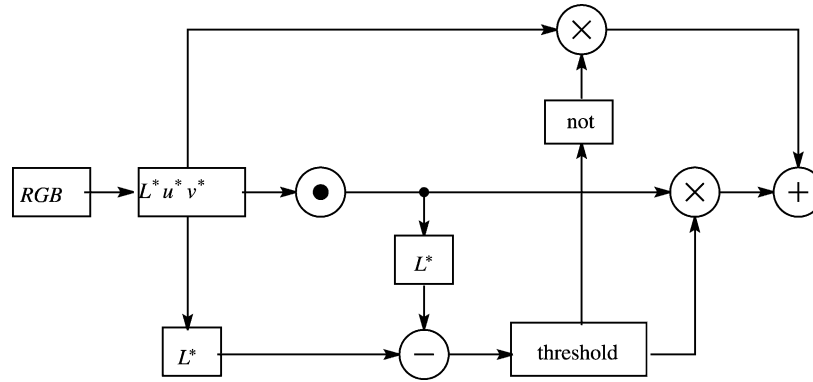 ×
not
RGB
L* u* v*
×
+
L*
L*
−
threshold